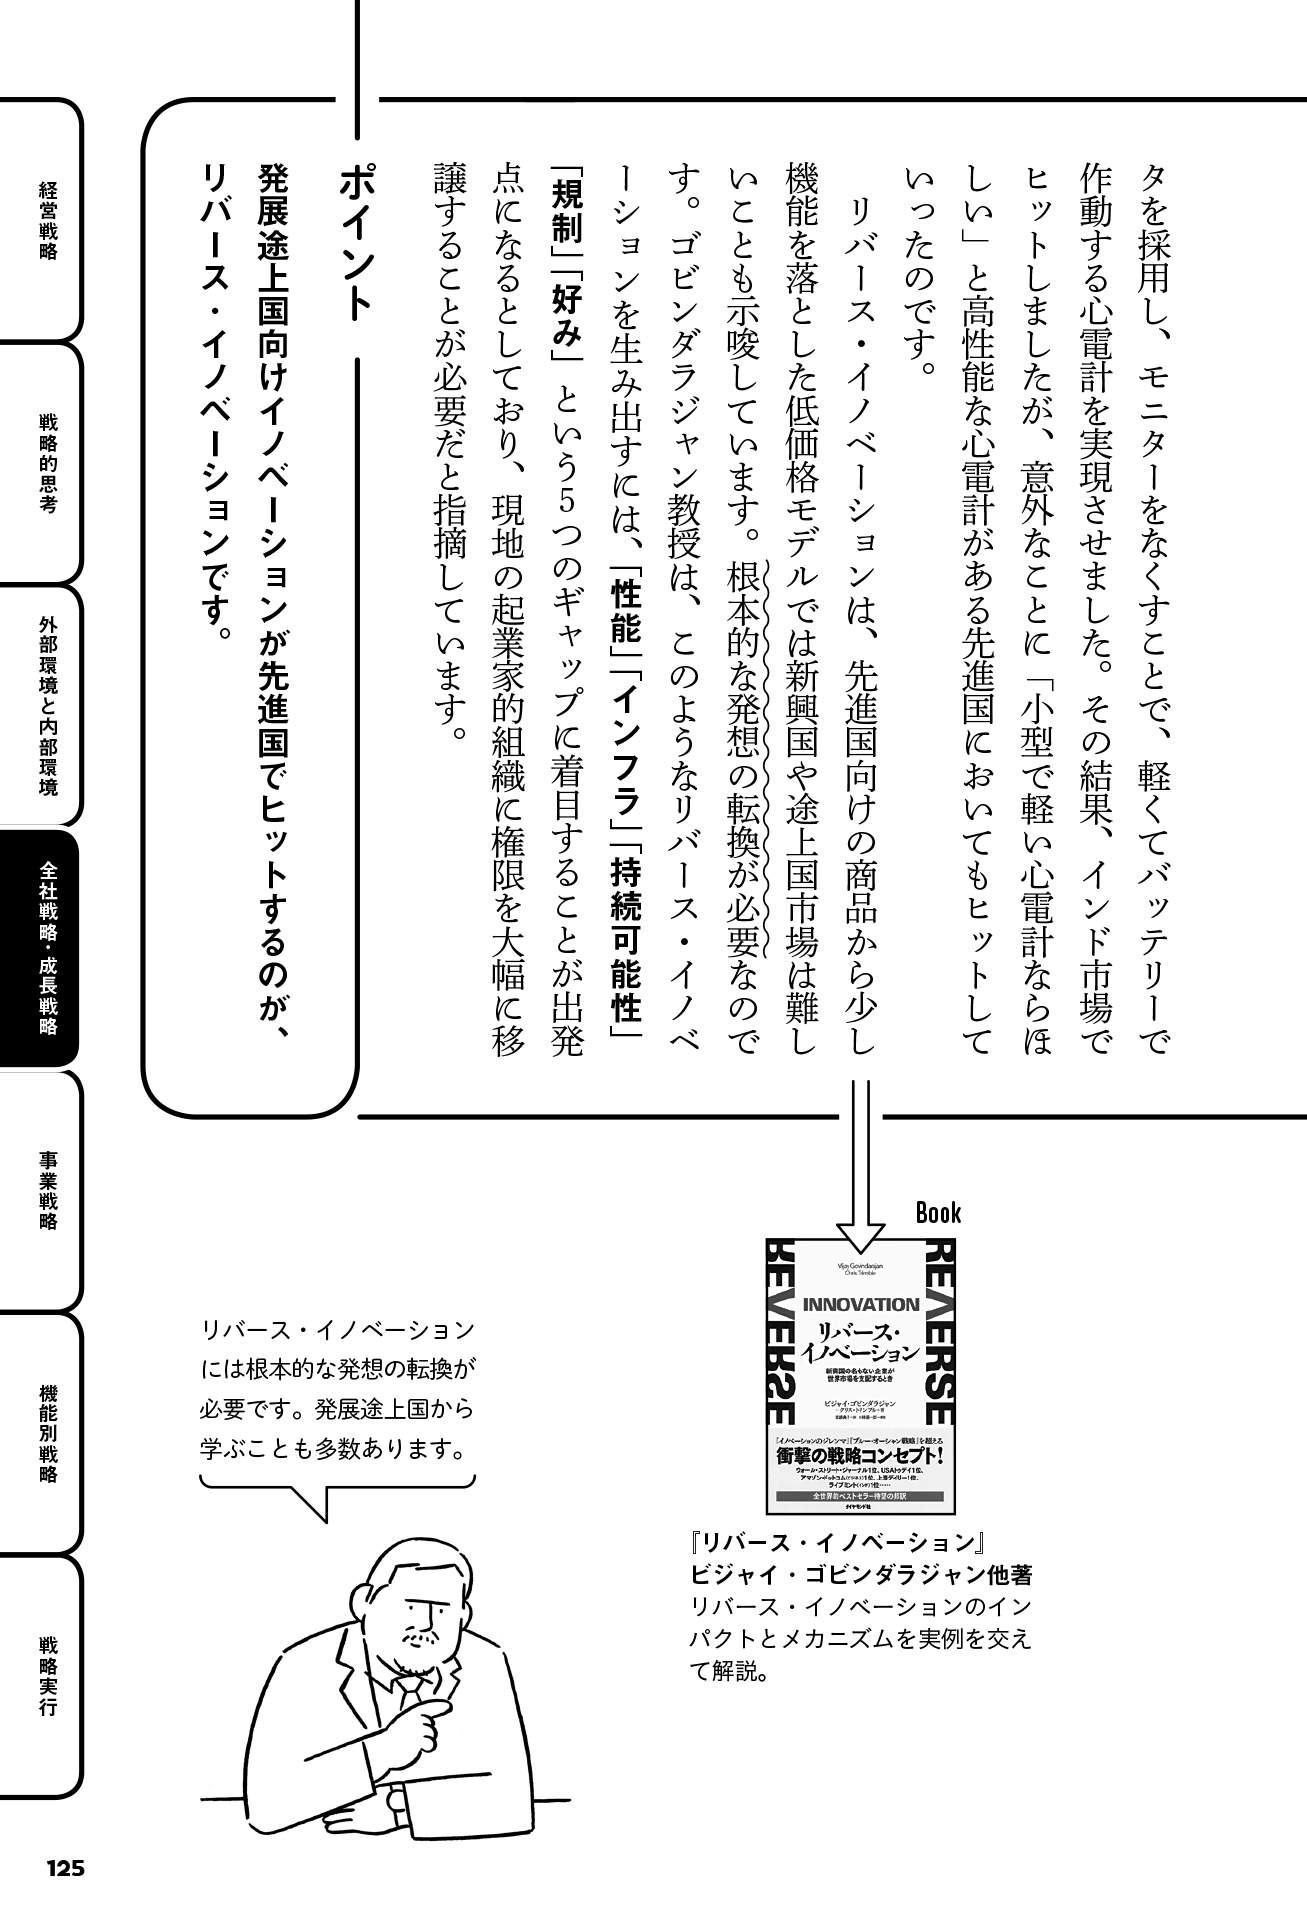 タを採用し、モニターをなくすことで、軽くてバッテリーで
作動する心電計を実現させました。その結果、インド市場で
ヒットしましたが、意外なことに「小型で軽い心電計ならほ
しい」と高性能な心電計がある先進国においてもヒットして
いったのです。
リバース・イノベーションは、先進国向けの商品から少し
機能を落とした低価格モデルでは新興国や途上国市場は難し
いことも示唆しています。根本的な発想の転換が必要なので
す。ゴビンダラジャン教授は、このようなリバース・イノベ
ーションを生み出すには、「性能」「インフラ」「持続可能性」
「規制」「好み」という5つのギャップに着目することが出発
点になるとしており、現地の起業家的組織に権限を大幅に移
譲することが必要だと指摘しています。
ポイント
発展途上国向けイノベーションが先進国でヒットするのが、
リバース・イノベーションです。
経営戦略
戦略的思考
外部環境と内部環境
全社戦略・成長戦略
事業戦略
機能別戦略
戦略実行
Book
REVERSE
REVERSE
Vijay Govindarajan
Chris Trimble
INNOVATION
リバース・
イノベーション
新興国の名もない企業が
世界市場を支配するとき
ビジャイ・ゴビンダラジャン
クリス・トリンブル=著
「イノベーションのジレンマ」「ブルー・オーシャン戦略」を超える
衝撃の戦略コンセプト!
ウォール・ストリート・ジャーナル1位、USAトゥデイ1位、
全世界的ベストセラー待望の邦訳
ダイヤモンド社
『リバース・イノベーション』
ビジャイ・ゴビンダラジャン他著
リバース・イノベーションのイン
パクトとメカニズムを実例を交え
て解説。
リバース・イノベーション
には根本的な発想の転換が
必要です。発展途上国から
学ぶことも多数あります。
125